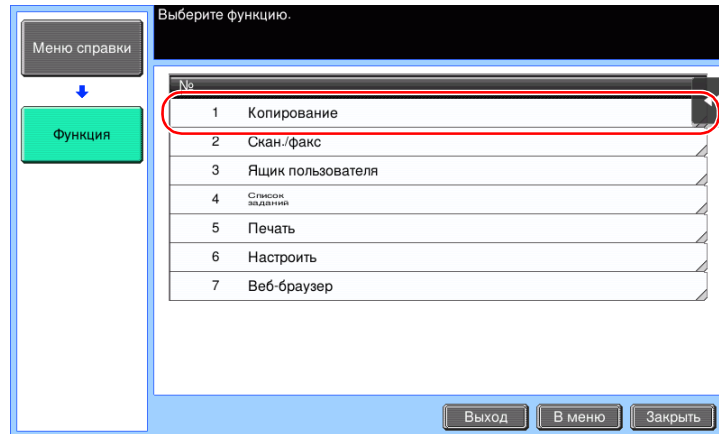 Выберите функцию.
Меню справки
Функция
№
1 Копирование
2 Скан./факс
3 Ящик пользователя
4 Список
заданий
5 Печать
6 Настроить
7 Веб-браузер
Выход В меню Закрыть